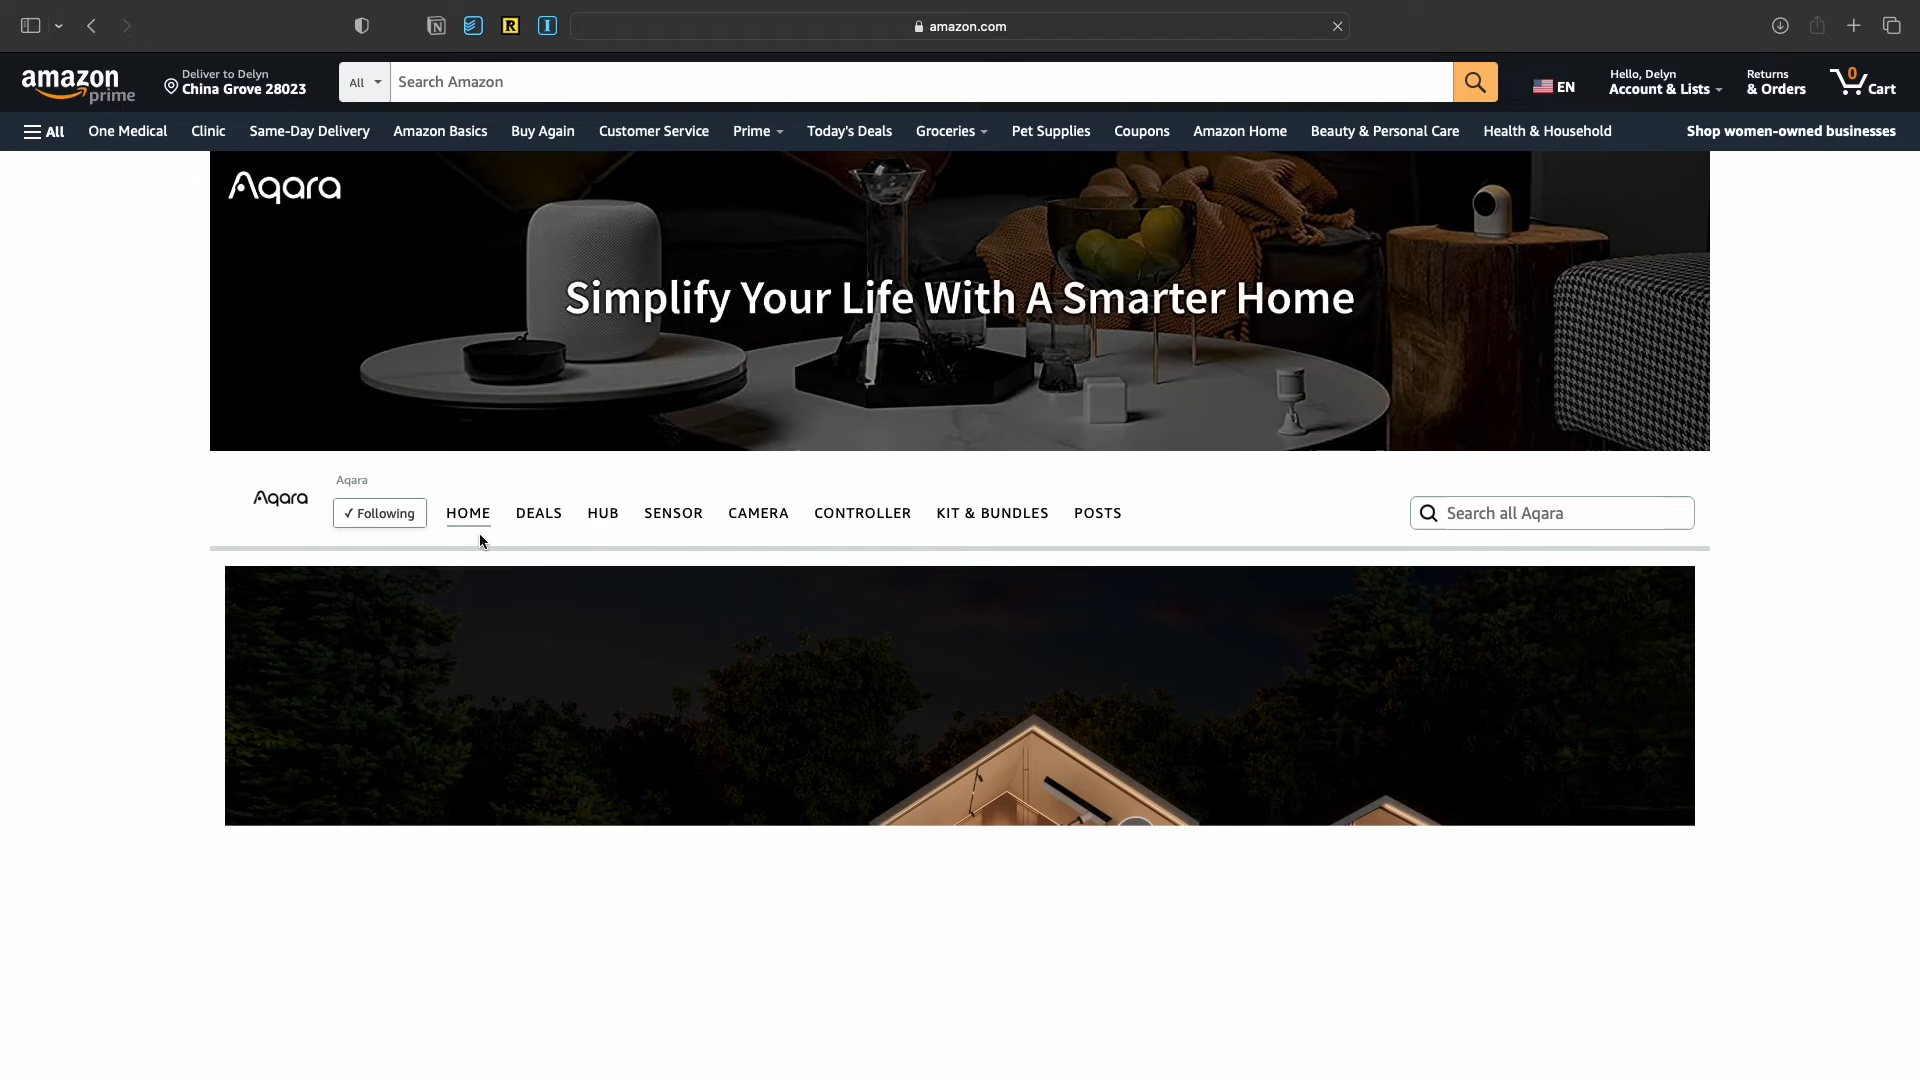 amazon.com
amazon prime
Deliver to Delyn
China Grove 28023
All
Search Amazon
EN
Hello, Delyn
Account & Lists
Returns
& Orders
0
Cart
All
One Medical
Clinic
Same-Day Delivery
Amazon Basics
Buy Again
Customer Service
Prime
Today's Deals
Groceries
Pet Supplies
Coupons
Amazon Home
Beauty & Personal Care
Health & Household
Shop women-owned businesses
Aqara
Simplify Your Life With A Smarter Home
Aqara
Aqara
✓ Following
HOME
DEALS
HUB
SENSOR
CAMERA
CONTROLLER
KIT & BUNDLES
POSTS
Search all Aqara